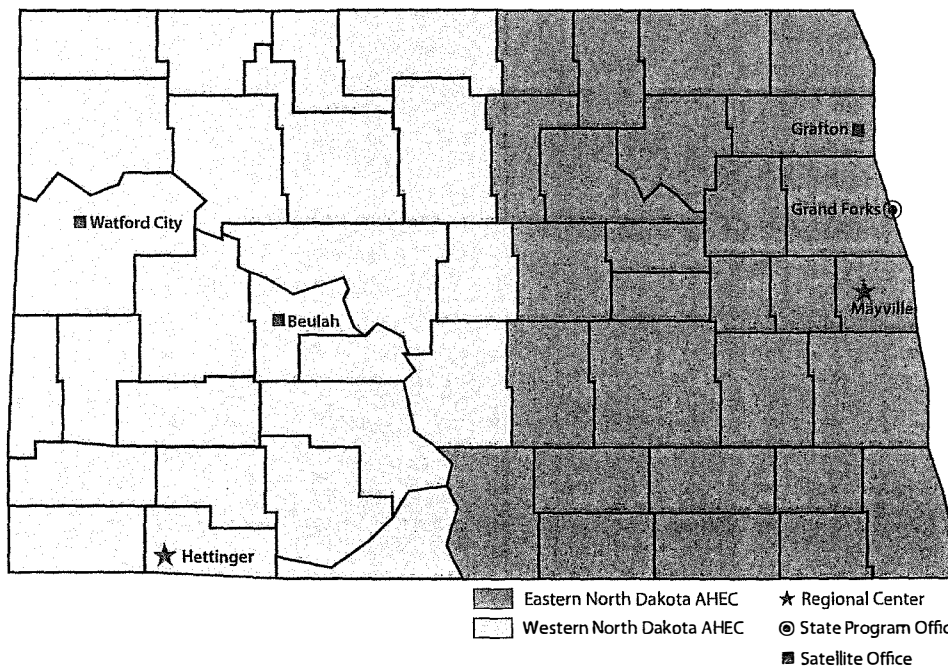 Grafton
Grand Forks
Watford City
Mayville
Beulah
Hettinger
Eastern North Dakota AHEC
Regional Center
Western North Dakota AHEC
State Program Offic
Satellite Office